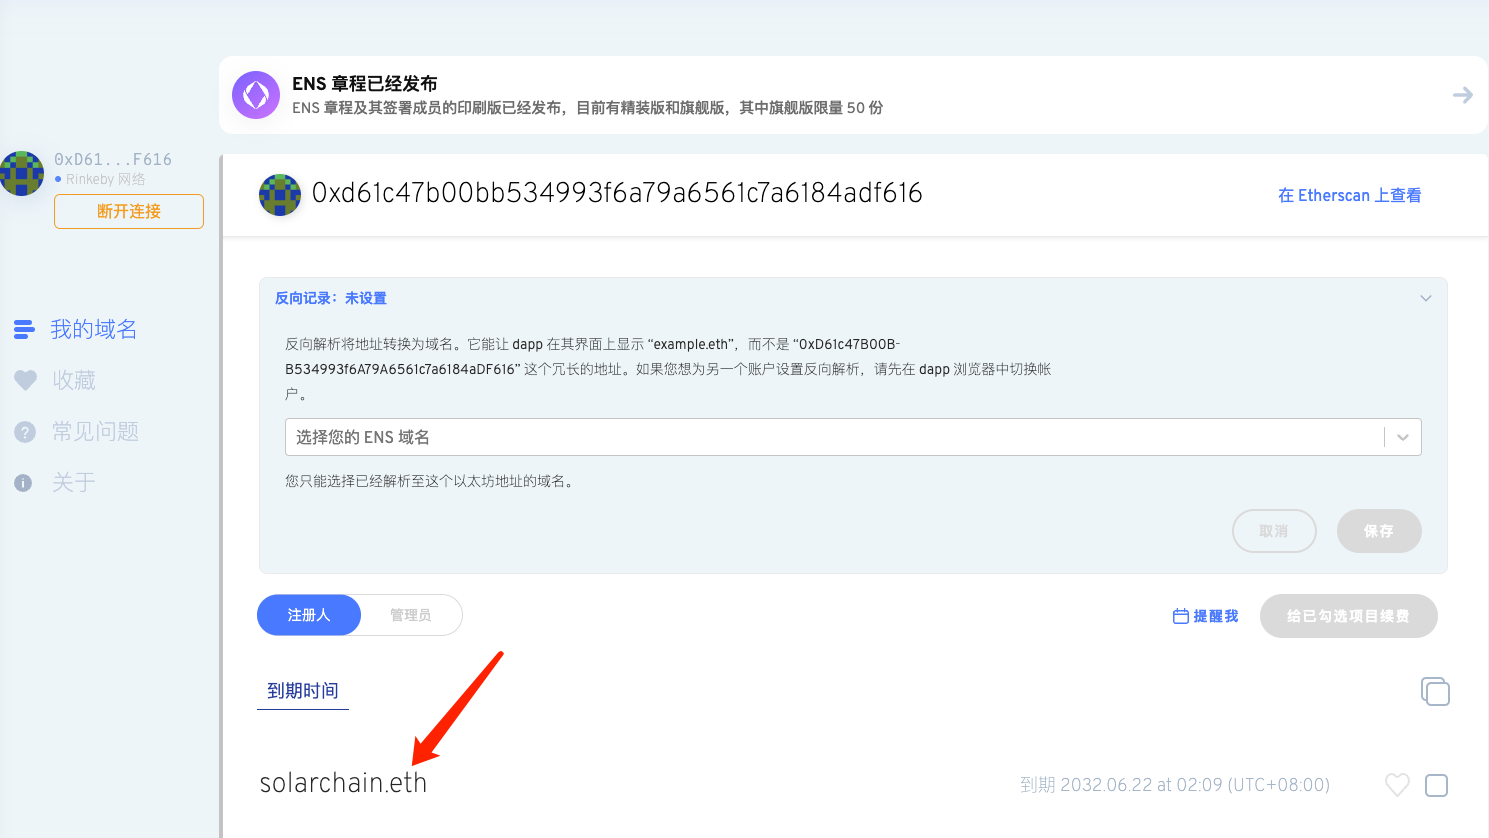 ENS 章程已经发布
ENS 章程及其签署成员的印刷版已经发布，目前有精装版和旗舰版，其中旗舰版限量 50 份
0xD61...F616
Rinkeby 网络
断开连接
0xd61c47b00bb534993f6a79a6561c7a6184adf616
在 Etherscan 上查看
我的域名
收藏
常见问题
关于
反向记录：未设置
反向解析将地址转换为域名。它能让 dapp 在其界面上显示 “example.eth”，而不是 “0xD61c47B00B-
B534993f6A79A6561c7a6184aDF616” 这个冗长的地址。如果您想为另一个账户设置反向解析，请先在 dapp 浏览器中切换帐
户。
选择您的 ENS 域名
您只能选择已经解析至这个以太坊地址的域名。
取消
保存
注册人
管理员
提醒我
给已勾选项目续费
到期时间
solarchain.eth
到期 2032.06.22 at 02:09 (UTC+08:00)